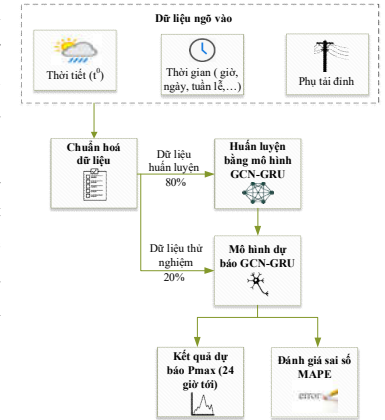 Dữ liệu ngõ vào
Thời tiết (t⁰)
Thời gian ( giờ,
ngày, tuần lễ,…)
Phụ tải đỉnh
Chuẩn hoá
dữ liệu
Dữ liệu
huấn luyện
80%
Huấn luyện
bằng mô hình
GCN-GRU
Dữ liệu thử
nghiệm
20%
Mô hình dự
báo GCN-GRU
Kết quả dự
báo Pmax (24
giờ tới)
Đánh giá sai số
MAPE
error